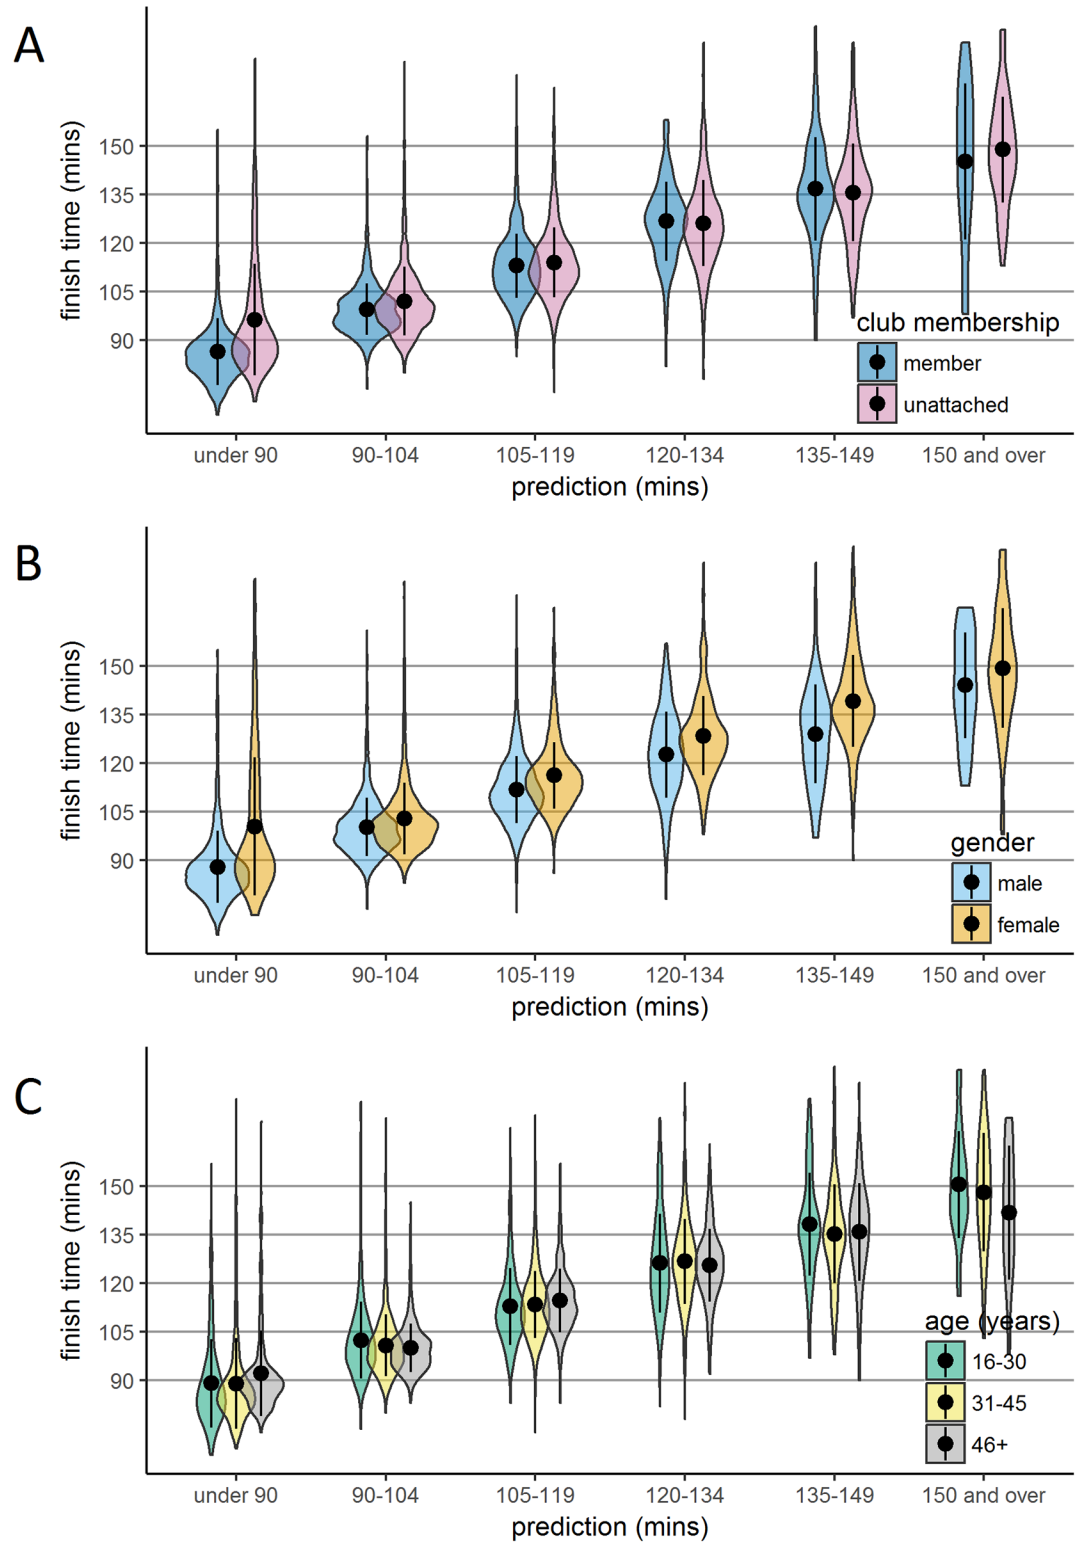 A
finish time (mins)
150
135
120
105
90
club membership
member
unattached
under 90 90-104 105-119 120-134 135-149 150 and over
prediction (mins)
B
finish time (mins)
150
135
120
105
90
gender
male
female
under 90 90-104 105-119 120-134 135-149 150 and over
prediction (mins)
C
finish time (mins)
150
135
120
105
90
age (years)
16-30
31-45
46+
under 90 90-104 105-119 120-134 135-149 150 and over
prediction (mins)